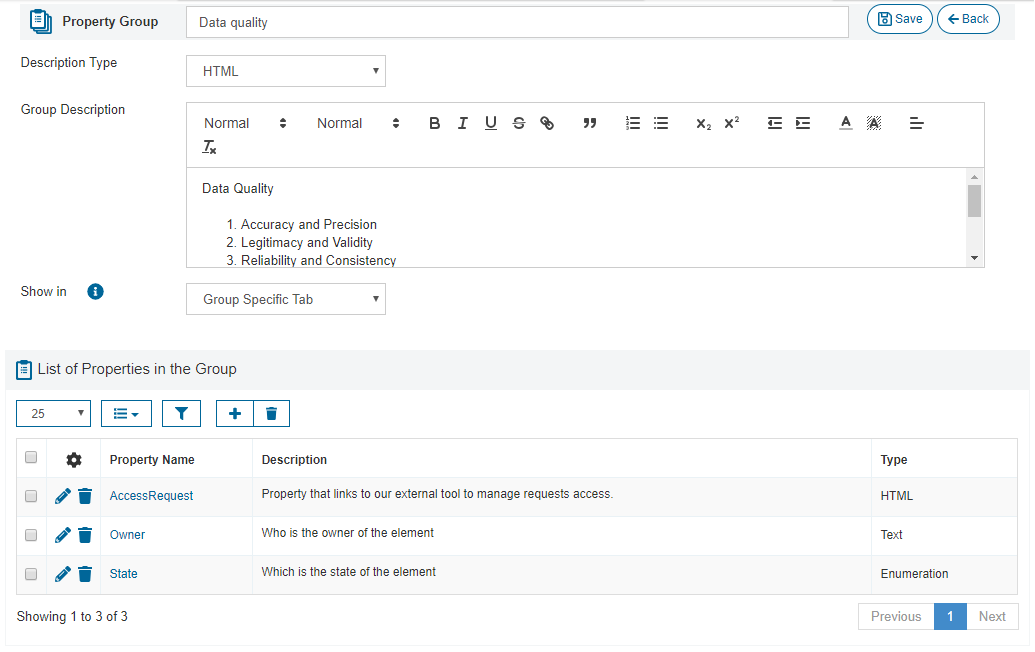 Property Group Data quality Save Back
Description Type HTML
Group Description Normal Normal B I U S X₂ X² A A
Tx
Data Quality
1. Accuracy and Precision
2. Legitimacy and Validity
3. Reliability and Consistency
Show in Group Specific Tab
List of Properties in the Group
25
Property Name Description Type
AccessRequest Property that links to our external tool to manage requests access. HTML
Owner Who is the owner of the element Text
State Which is the state of the element Enumeration
Showing 1 to 3 of 3 Previous 1 Next